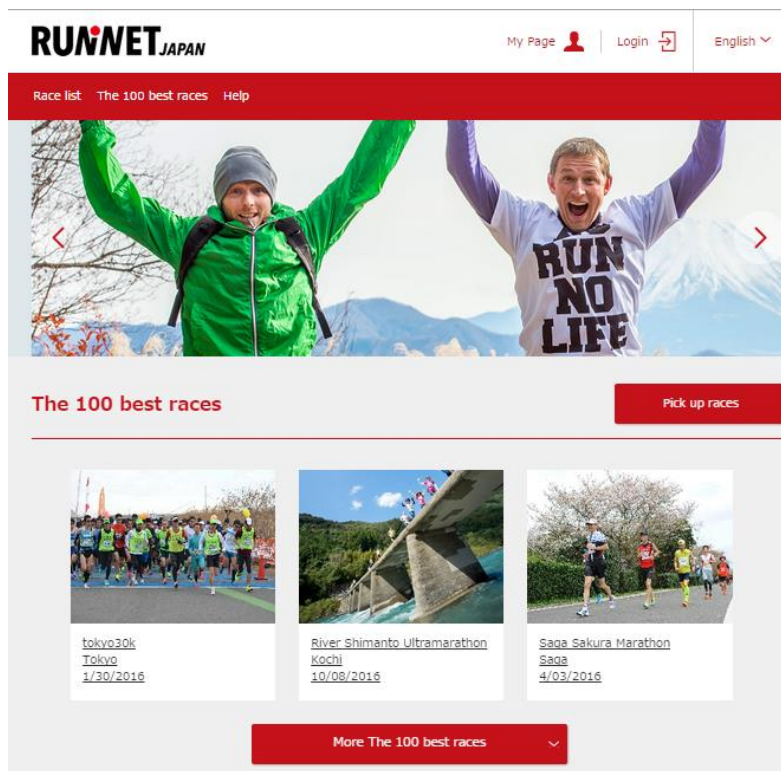 RUNNET JAPAN
My Page
Login
English
Race list The 100 best races Help
RUN
NO
LIFE
The 100 best races
Pick up races
tokyo30k
Tokyo
1/30/2016
River Shimanto Ultramarathon
Kochi
10/08/2016
Saga Sakura Marathon
Saga
4/03/2016
More The 100 best races